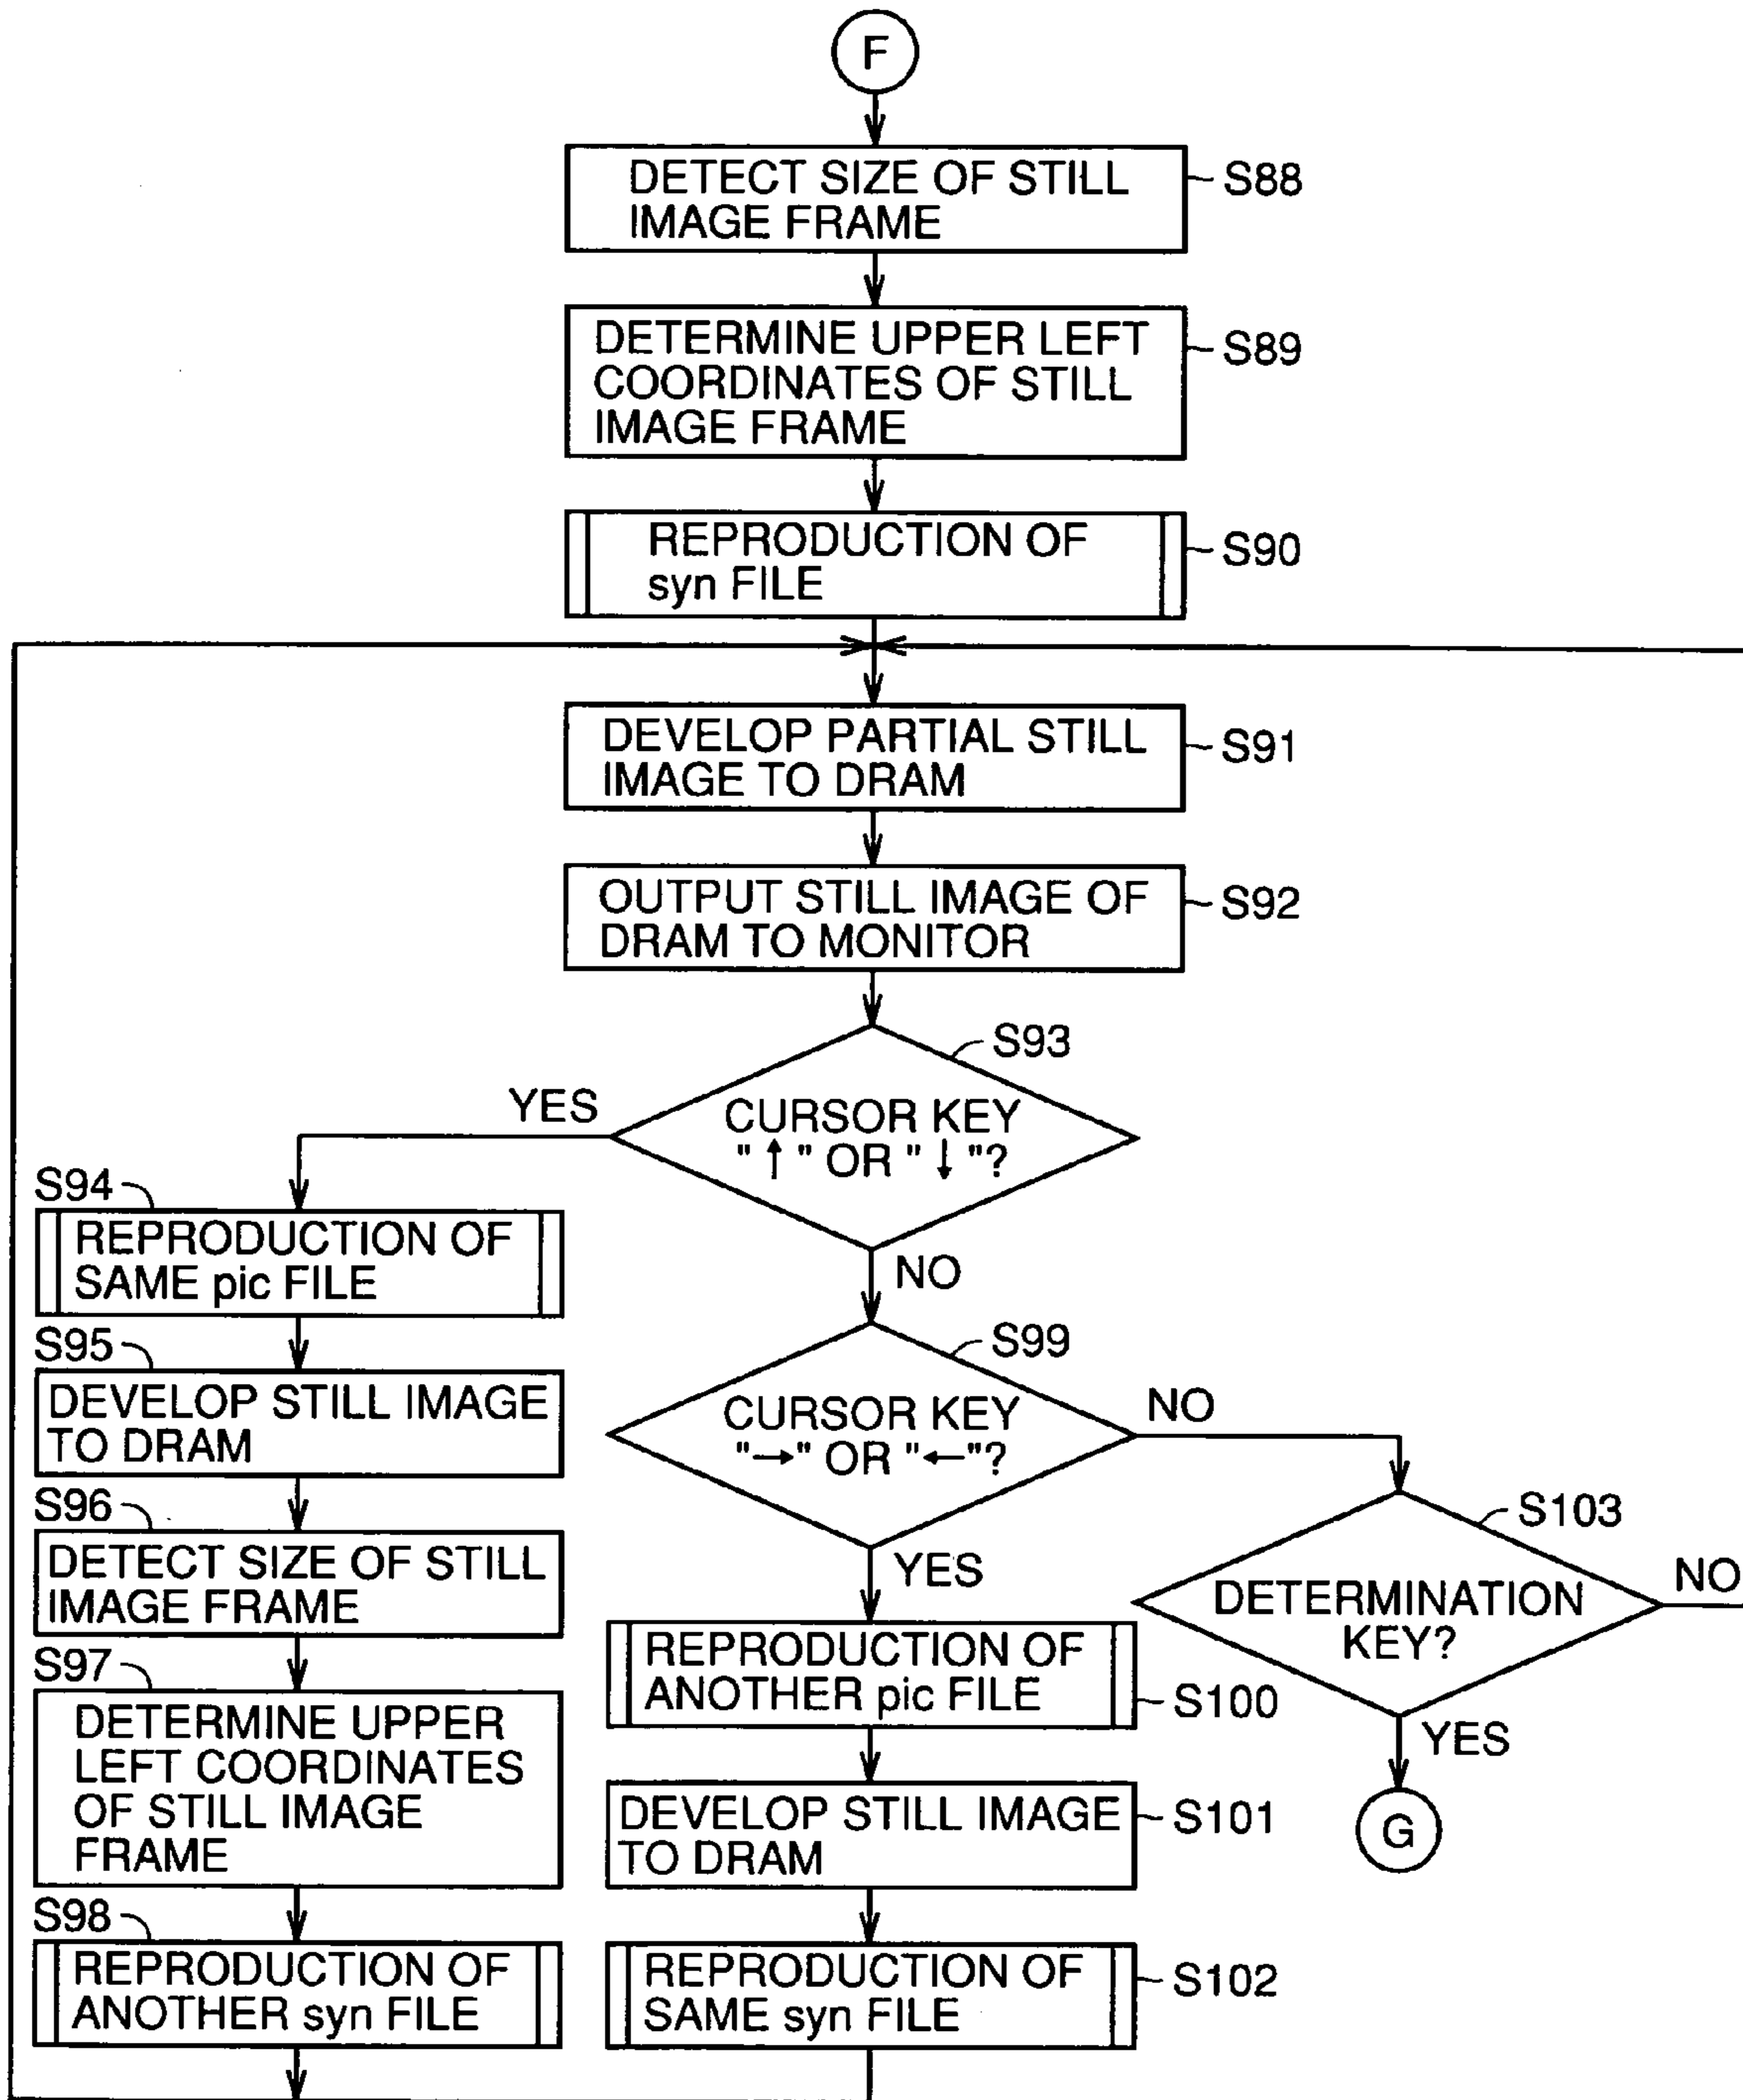 F
DETECT SIZE OF STILL
IMAGE FRAME
S88
DETERMINE UPPER LEFT
COORDINATES OF STILL
IMAGE FRAME
S89
REPRODUCTION OF
syn FILE
S90
DEVELOP PARTIAL STILL
IMAGE TO DRAM
S91
OUTPUT STILL IMAGE OF
DRAM TO MONITOR
S92
S93
CURSOR KEY
"↑" OR "↓"?
YES
NO
S94
REPRODUCTION OF
SAME pic FILE
S95
DEVELOP STILL IMAGE
TO DRAM
S96
DETECT SIZE OF STILL
IMAGE FRAME
S97
DETERMINE UPPER
LEFT COORDINATES
OF STILL IMAGE
FRAME
S98
REPRODUCTION OF
ANOTHER syn FILE
S99
CURSOR KEY
"→" OR "←"?
NO
YES
REPRODUCTION OF
ANOTHER pic FILE
S100
DEVELOP STILL IMAGE
TO DRAM
S101
REPRODUCTION OF
SAME syn FILE
S102
S103
DETERMINATION
KEY?
NO
YES
G